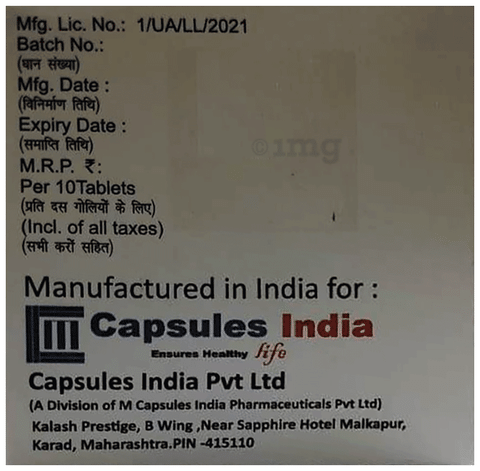 Mfg. Lic. No.: 1/UA/LL/2021
Batch No.:
(घान संख्या)
Mfg. Date :
(विनिर्माण तिथि)
Expiry Date :
(समाप्ति तिथि)
M.R.P. ₹:
Per 10Tablets
(प्रति दस गोलियों के लिए)
(Incl. of all taxes)
(सभी करों सहित)
1mg
Manufactured in India for :
Capsules India
Ensures Healthy life
Capsules India Pvt Ltd
(A Division of M Capsules India Pharmaceuticals Pvt Ltd)
Kalash Prestige, B Wing ,Near Sapphire Hotel Malkapur,
Karad, Maharashtra.PIN -415110